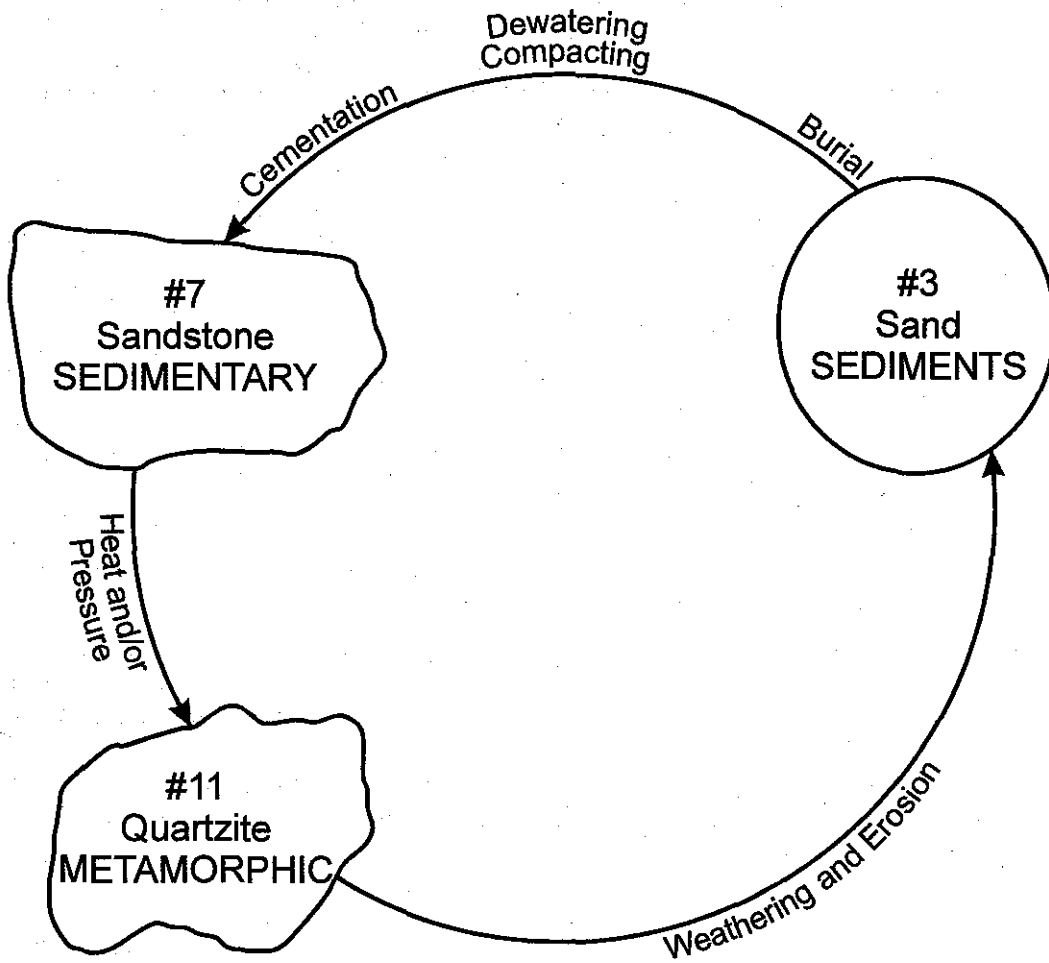 Dewatering
Compacting
Cementation
Burial
#7
Sandstone
SEDIMENTARY
#3
Sand
SEDIMENTS
Heat and/or
Pressure
#11
Quartzite
METAMORPHIC
Weathering and Erosion